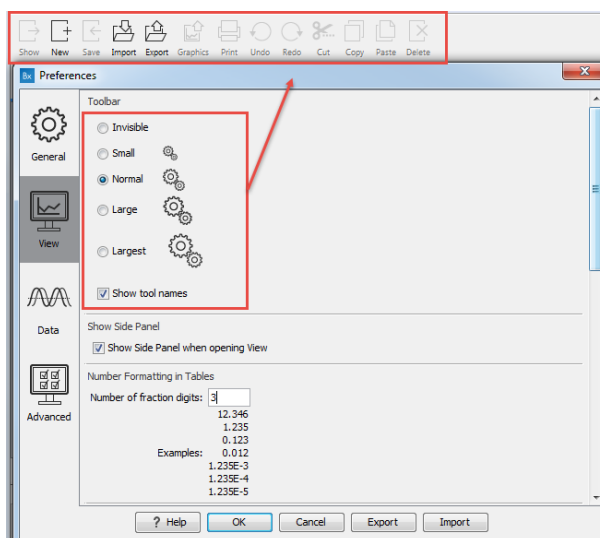 Show New Save Import Export Graphics Print Undo Redo Cut Copy Paste Delete
Bx Preferences
Toolbar
Invisible
General
Small
Normal
Large
View
Largest
Show tool names
Data
Show Side Panel
Show Side Panel when opening View
Number Formatting in Tables
Number of fraction digits: 3
Advanced
12.346
1.235
0.123
Examples: 0.012
1.235E-3
1.235E-4
1.235E-5
? Help OK Cancel Export Import